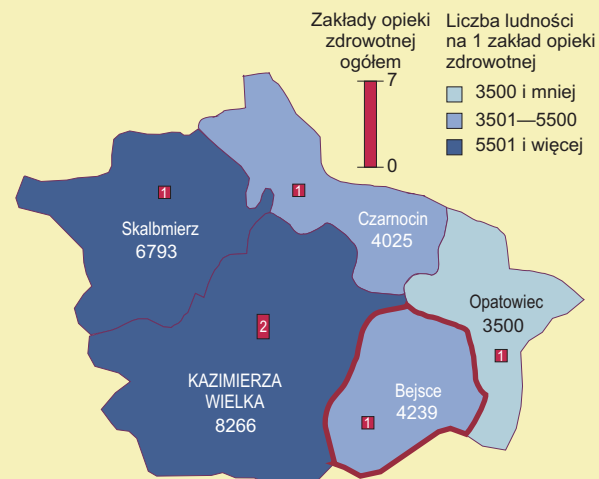 Zakłady opieki
zdrowotnej
ogółem
7
0
Liczba ludności
na 1 zakład opieki
zdrowotnej
3500 i mniej
3501—5500
5501 i więcej
1
Skalbmierz
6793
1
Czarnocin
4025
Opatowiec
3500
1
2
KAZIMIERZA
WIELKA
8266
Bejsce
4239
1